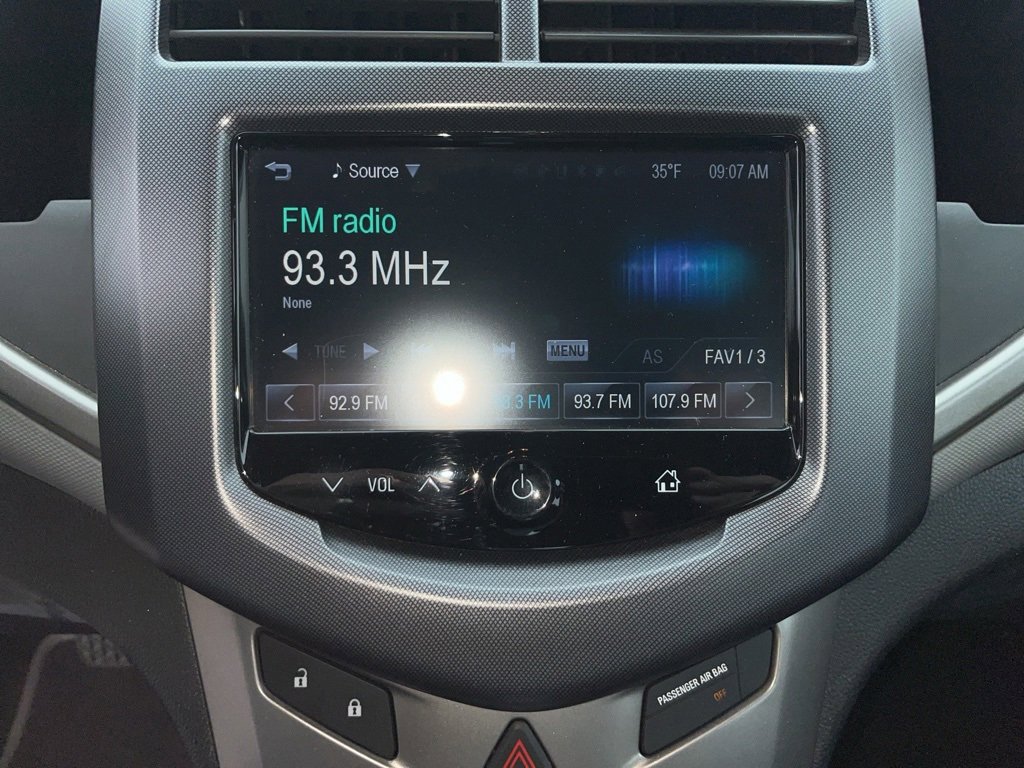 Source 35°F 09:07 AM
FM radio
93.3 MHz
None
TUNE MENU AS FAV1 / 3
92.9 FM 93.7 FM 107.9 FM
VOL
PASSENGER AIR BAG
OFF